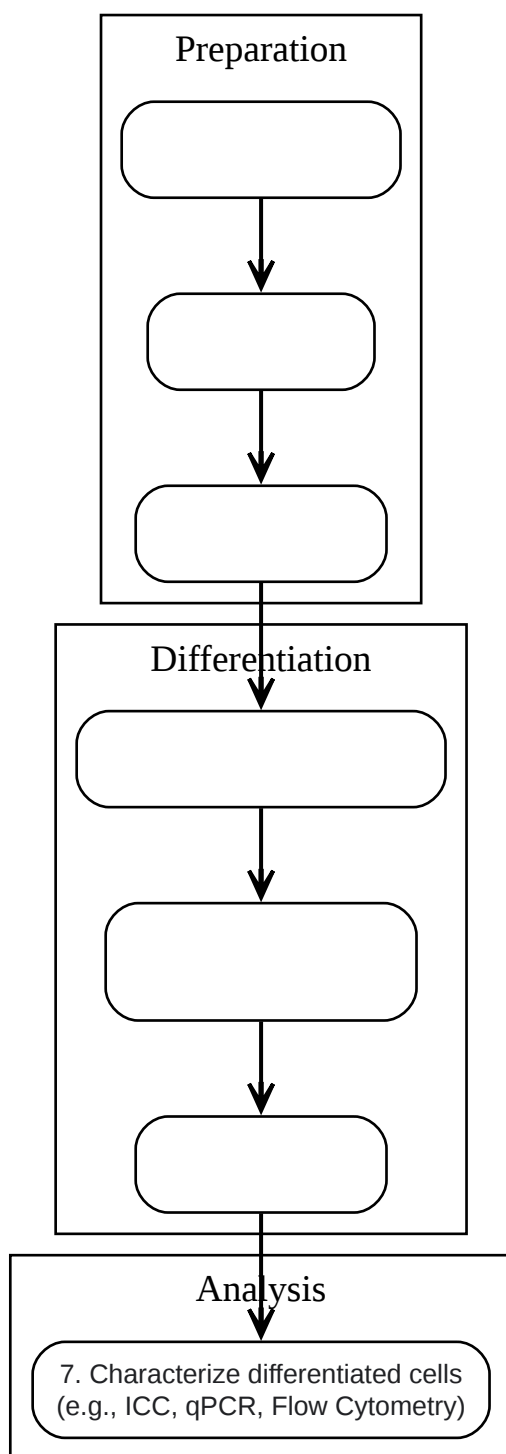 Preparation
Differentiation
Analysis
7. Characterize differentiated cells
(e.g., ICC, qPCR, Flow Cytometry)